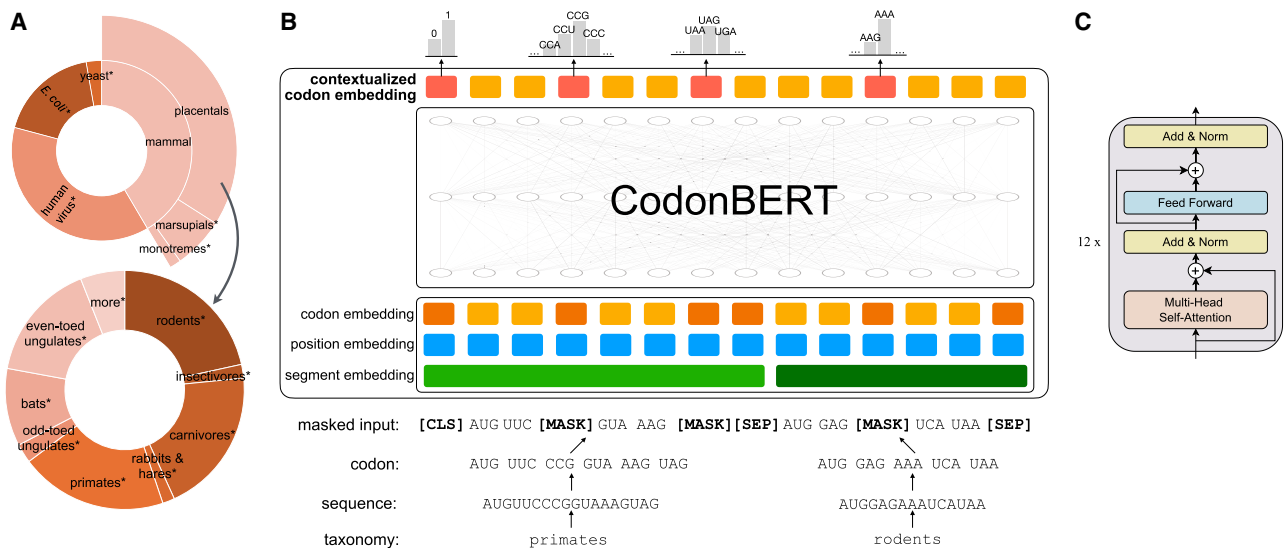 A
yeast*
E. coli*
placentals
mammal
human
virus*
marsupials*
monotremes*
more*
rodents*
even-toed
ungulates*
insectivores*
bats*
carnivores*
odd-toed
ungulates*
rabbits &
hares*
primates*
B
0 1
... CCA CCU CCG CCC ...
... UAA UAG UGA ...
... AAG AAA ...
contextualized
codon embedding
CodonBERT
codon embedding
position embedding
segment embedding
masked input: [CLS] AUG UUC [MASK] GUA AAG [MASK][SEP] AUG GAG [MASK] UCA UAA [SEP]
codon: AUG UUC CCG GUA AAG UAG AUG GAG AAA UCA UAA
sequence: AUGUUCCCGGUAAAGUAG AUGGAGAAAUCAUAA
taxonomy: primates rodents
C
Add & Norm
+
Feed Forward
12 x
Add & Norm
+
Multi-Head
Self-Attention